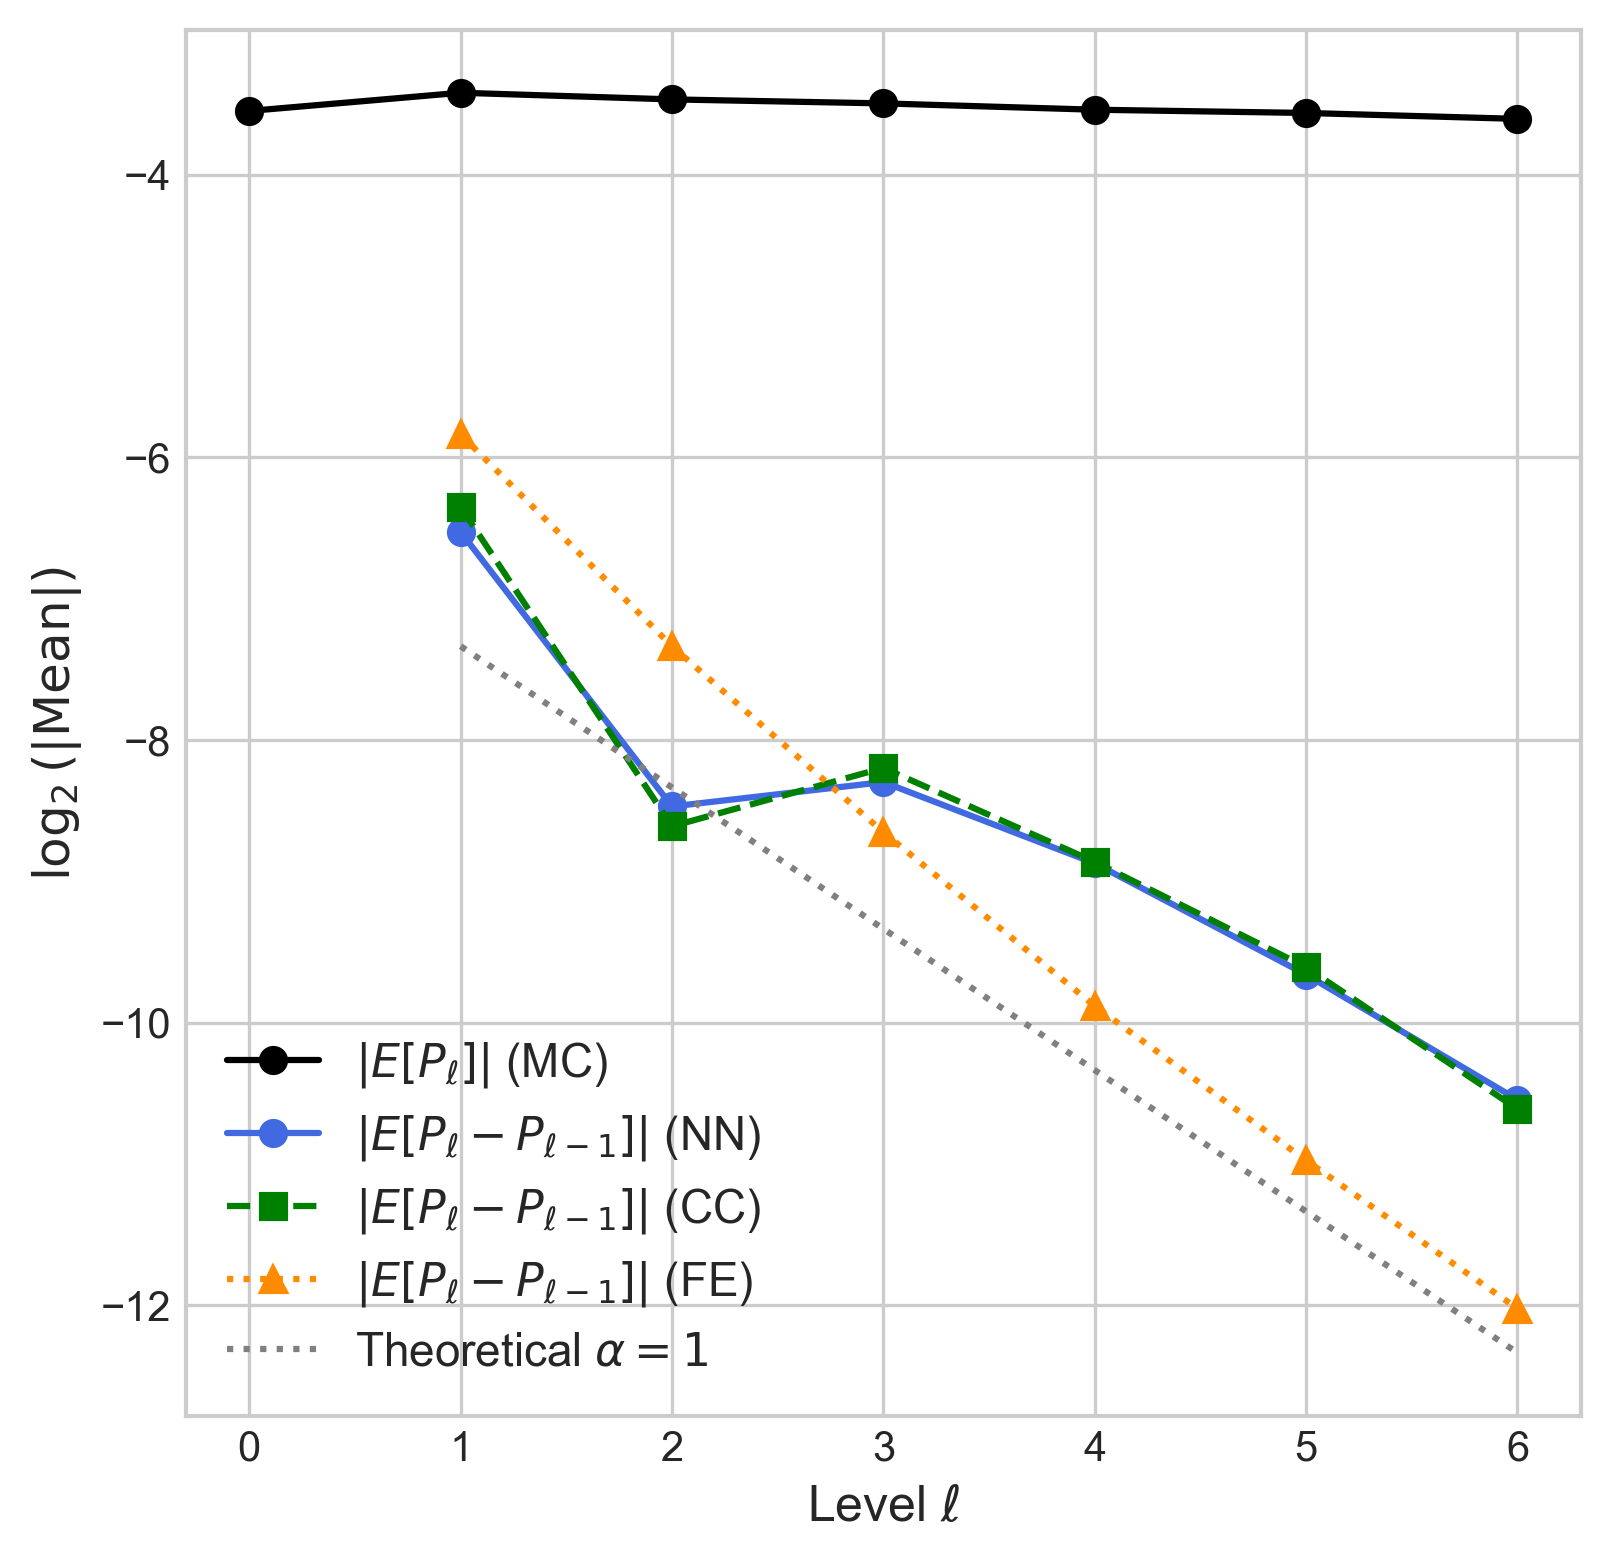 −4
−6
−8
−10
−12
log₂ (|Mean|)
|E[Pℓ]| (MC)
|E[Pℓ − Pℓ − 1]| (NN)
|E[Pℓ − Pℓ − 1]| (CC)
|E[Pℓ − Pℓ − 1]| (FE)
Theoretical α = 1
0 1 2 3 4 5 6
Level ℓ